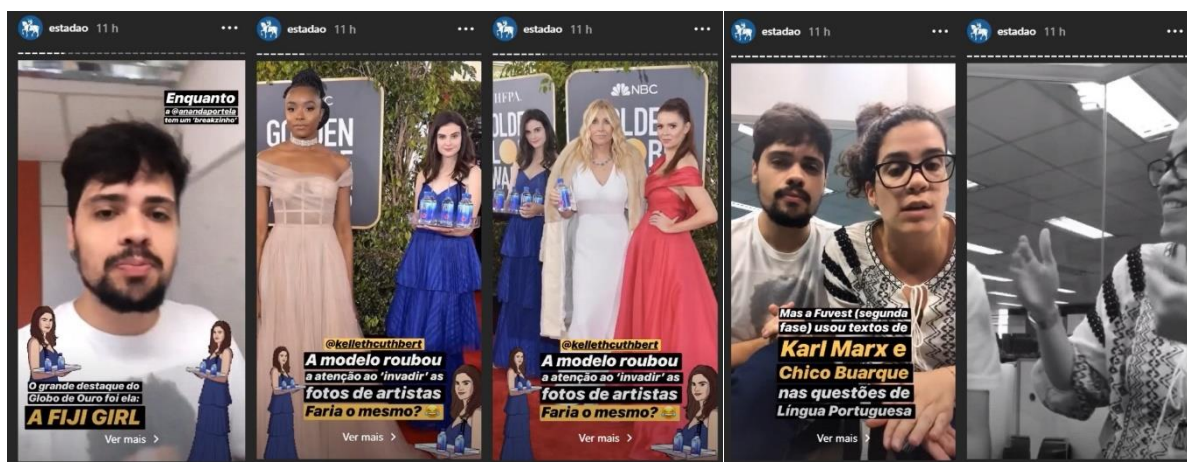 estadao 11 h
Enquanto
a @anandaportela
tem um 'breakzinho'
O grande destaque do
Globo de Ouro foi ela:
A FIJI GIRL
Ver mais
estadao 11 h
GOLDEN
@kellethcuthbert
A modelo roubou
a atenção ao 'invadir' as
fotos de artistas
Faria o mesmo?
Ver mais
estadao 11 h
HFPA
NBC
GOLDEN
@kellethcuthbert
A modelo roubou
a atenção ao 'invadir' as
fotos de artistas
Faria o mesmo?
Ver mais
estadao 11 h
Mas a Fuvest (segunda
fase) usou textos de
Karl Marx e
Chico Buarque
nas questões de
Língua Portuguesa
Ver mais
estadao 11 h